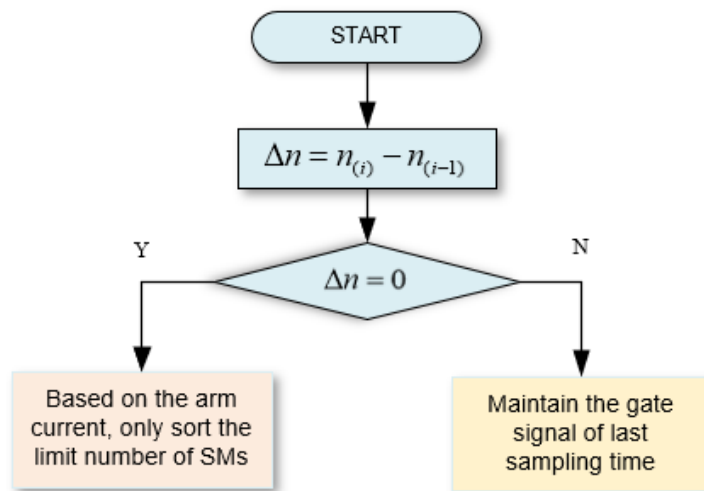 START
Δn = n(i) − n(i−1)
Y
N
Δn = 0
Based on the arm
current, only sort the
limit number of SMs
Maintain the gate
signal of last
sampling time